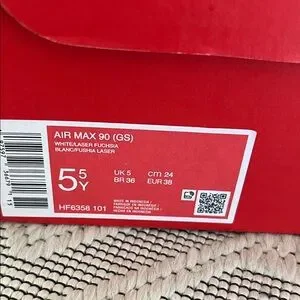 AIR MAX 90 (GS)
WHITE/LASER FUCHSIA
BLANC/FUSHIA LASER
5.5Y
UK 5
cm 24
BR 36
EUR 38
HF6358 101
MADE IN INDONESIA